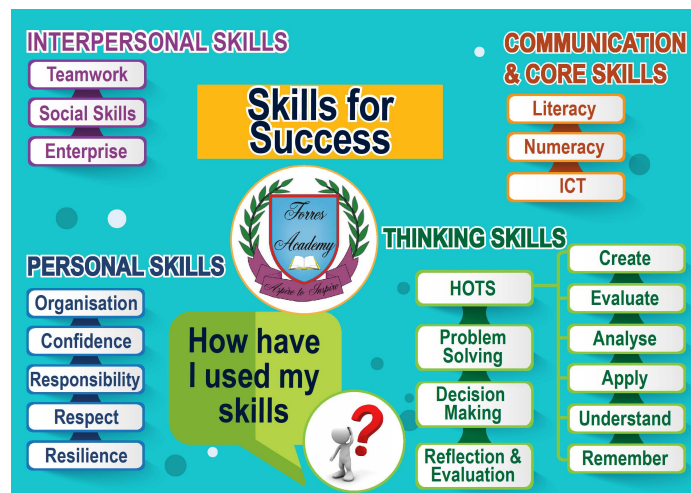 INTERPERSONAL SKILLS
Teamwork
Social Skills
Enterprise
Skills for
Success
COMMUNICATION
& CORE SKILLS
Literacy
Numeracy
ICT
Torres
Academy
Aspire to Inspire
PERSONAL SKILLS
Organisation
Confidence
Responsibility
Respect
Resilience
How have
I used my
skills
?
THINKING SKILLS
HOTS
Problem
Solving
Decision
Making
Reflection &
Evaluation
Create
Evaluate
Analyse
Apply
Understand
Remember